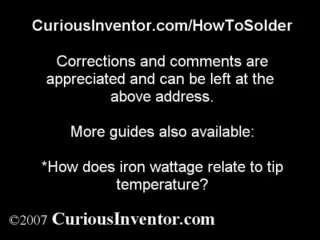 CuriousInventor.com/HowToSolder
Corrections and comments are
appreciated and can be left at the
above address.
More guides also available:
*How does iron wattage relate to tip
temperature?
©2007 CuriousInventor.com